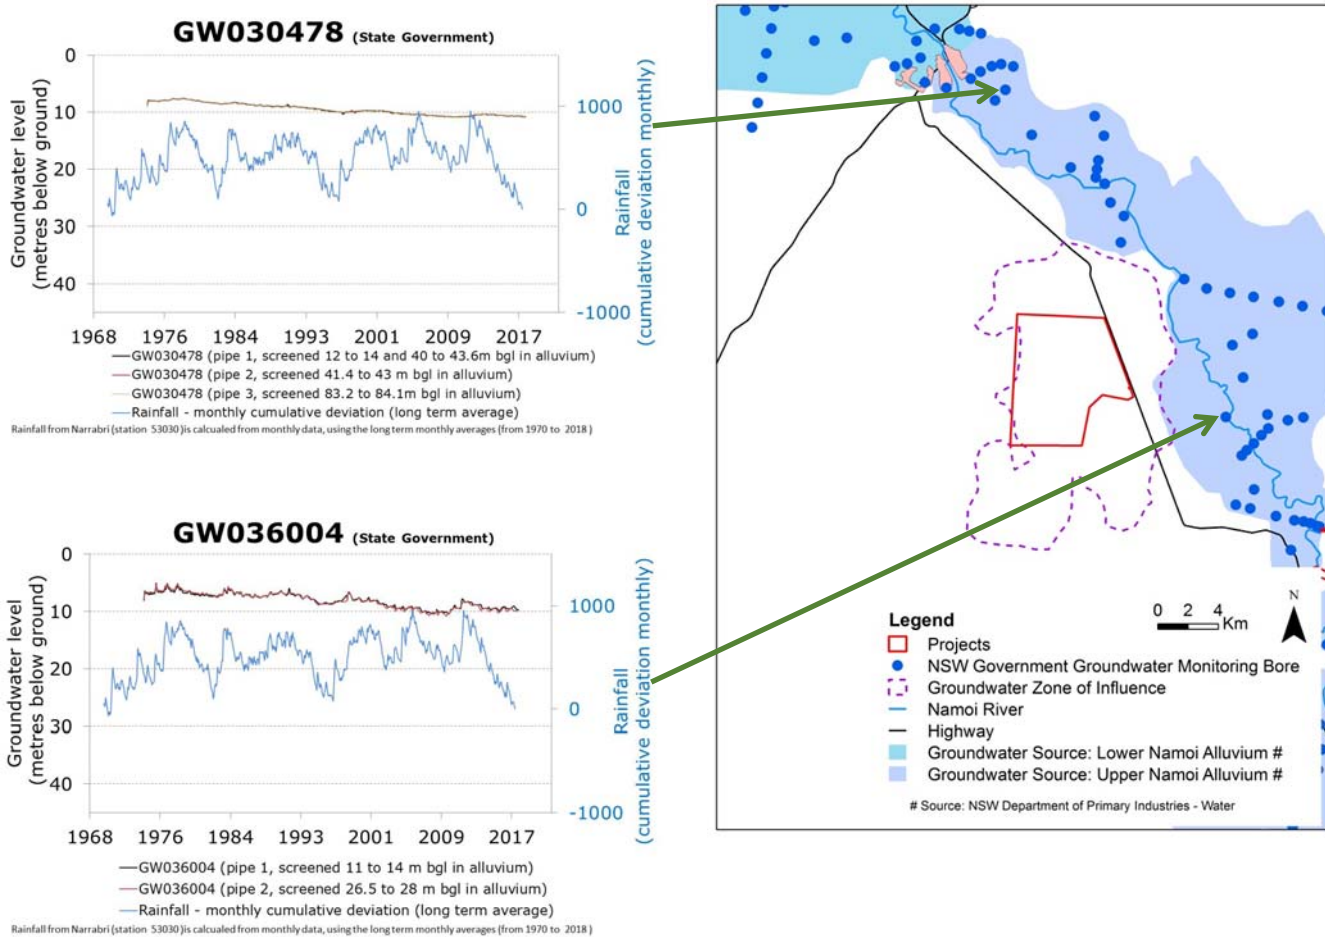 GW030478 (State Government)
Groundwater level
(metres below ground)
0
10
20
30
40
1000
0
-1000
Rainfall
(cumulative deviation monthly)
1968 1976 1984 1993 2001 2009 2017
GW030478 (pipe 1, screened 12 to 14 and 40 to 43.6m bgl in alluvium)
GW030478 (pipe 2, screened 41.4 to 43 m bgl in alluvium)
GW030478 (pipe 3, screened 83.2 to 84.1m bgl in alluvium)
Rainfall - monthly cumulative deviation (long term average)
Rainfall from Narrabri (station 53030) is calcualed from monthly data, using the long term monthly averages (from 1970 to 2018)
GW036004 (State Government)
Groundwater level
(metres below ground)
0
10
20
30
40
1000
0
-1000
Rainfall
(cumulative deviation monthly)
1968 1976 1984 1993 2001 2009 2017
GW036004 (pipe 1, screened 11 to 14 m bgl in alluvium)
GW036004 (pipe 2, screened 26.5 to 28 m bgl in alluvium)
Rainfall - monthly cumulative deviation (long term average)
Rainfall from Narrabri (station 53030) is calcualed from monthly data, using the long term monthly averages (from 1970 to 2018)
Legend
Projects
NSW Government Groundwater Monitoring Bore
Groundwater Zone of Influence
Namoi River
Highway
Groundwater Source: Lower Namoi Alluvium #
Groundwater Source: Upper Namoi Alluvium #
# Source: NSW Department of Primary Industries - Water
0 2 4
Km
N